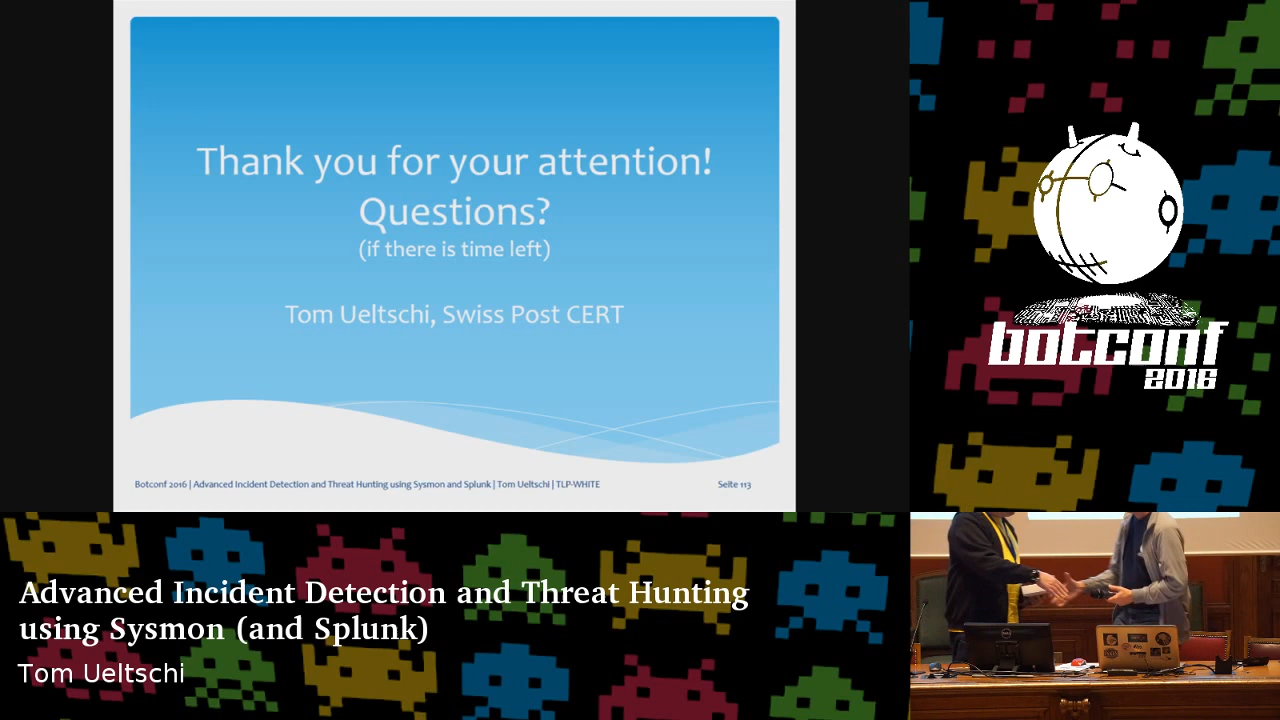 Thank you for your attention!
Questions?
(if there is time left)
Tom Ueltschi, Swiss Post CERT
Botconf 2016 | Advanced Incident Detection and Threat Hunting using Sysmon and Splunk | Tom Ueltschi | TLP-WHITE
Seite 113
botconf
2016
Advanced Incident Detection and Threat Hunting
using Sysmon (and Splunk)
Tom Ueltschi